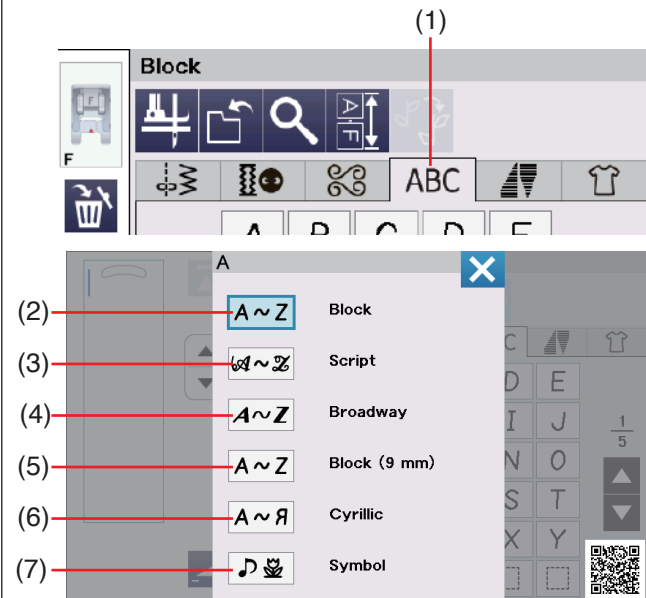 (1)
Block
F
A
F
ABC
A B C D E
A
(2) A ~ Z Block
(3) A ~ Z Script
(4) A ~ Z Broadway
(5) A ~ Z Block (9 mm)
(6) A ~ Я Cyrillic
(7) Symbol
C
D E
I J
1
5
N O
S T
X Y